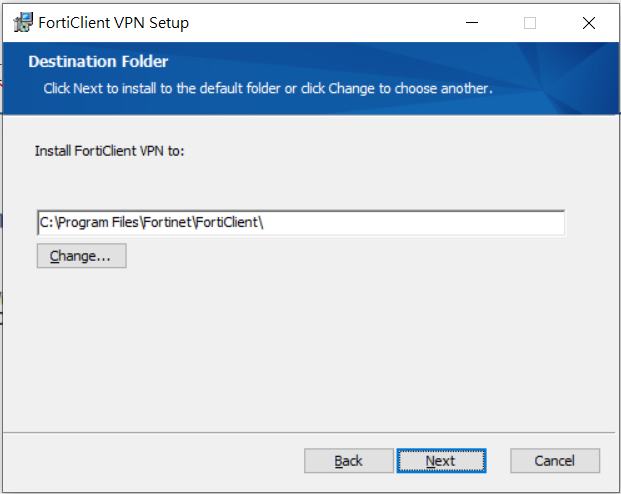 FortiClient VPN Setup
Destination Folder
Click Next to install to the default folder or click Change to choose another.
Install FortiClient VPN to:
C:\Program Files\Fortinet\FortiClient\
Change...
Back Next Cancel